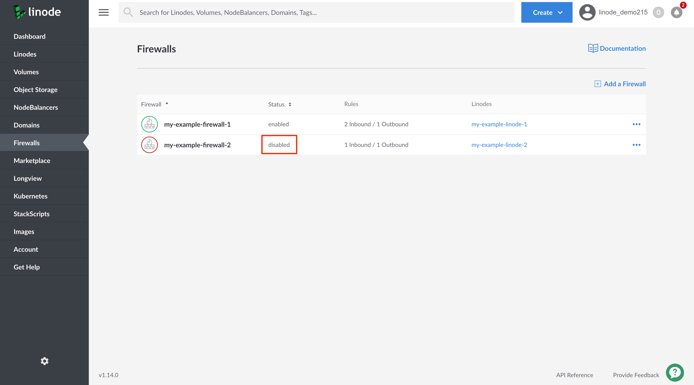 linode
Search for Linodes, Volumes, NodeBalancers, Domains, Tags...
Create
linode_demo215
0
2
Dashboard
Linodes
Volumes
Object Storage
NodeBalancers
Domains
Firewalls
Marketplace
Longview
Kubernetes
StackScripts
Images
Account
Get Help
Firewalls
Documentation
Add a Firewall
Firewall Status Rules Linodes
my-example-firewall-1 enabled 2 Inbound / 1 Outbound my-example-linode-1
my-example-firewall-2 disabled 1 Inbound / 1 Outbound my-example-linode-2
v1.14.0
API Reference
Provide Feedback
?